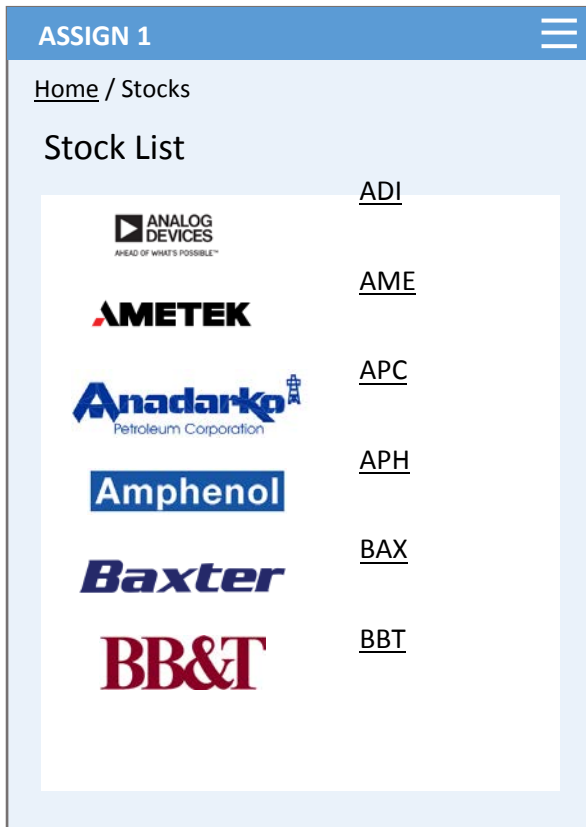 ASSIGN 1
Home / Stocks
Stock List
ADI
ANALOG
DEVICES
AHEAD OF WHAT'S POSSIBLE™
AME
AMETEK
APC
Anadarko
Petroleum Corporation
APH
Amphenol
BAX
Baxter
BBT
BB&T